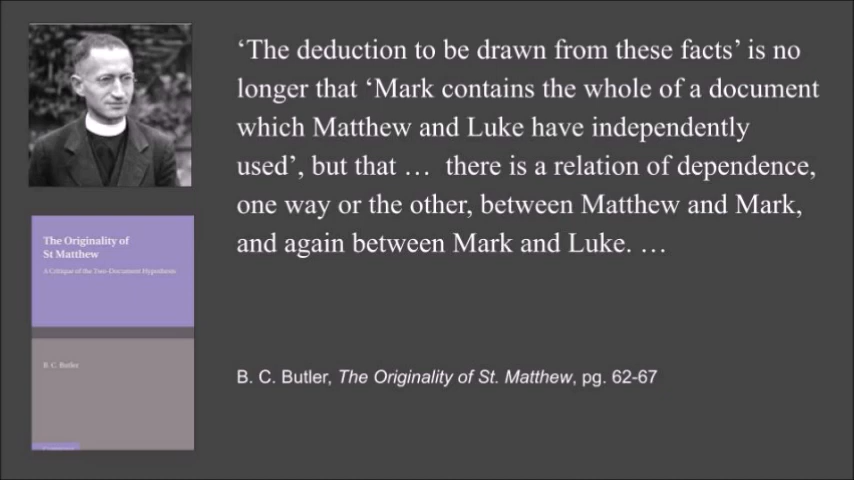 ‘The deduction to be drawn from these facts’ is no
longer that ‘Mark contains the whole of a document
which Matthew and Luke have independently
used’, but that … there is a relation of dependence,
one way or the other, between Matthew and Mark,
and again between Mark and Luke. …
B. C. Butler, The Originality of St. Matthew, pg. 62-67
The Originality of
St Matthew
A Critique of the Two-Document Hypothesis
B. C. Butler